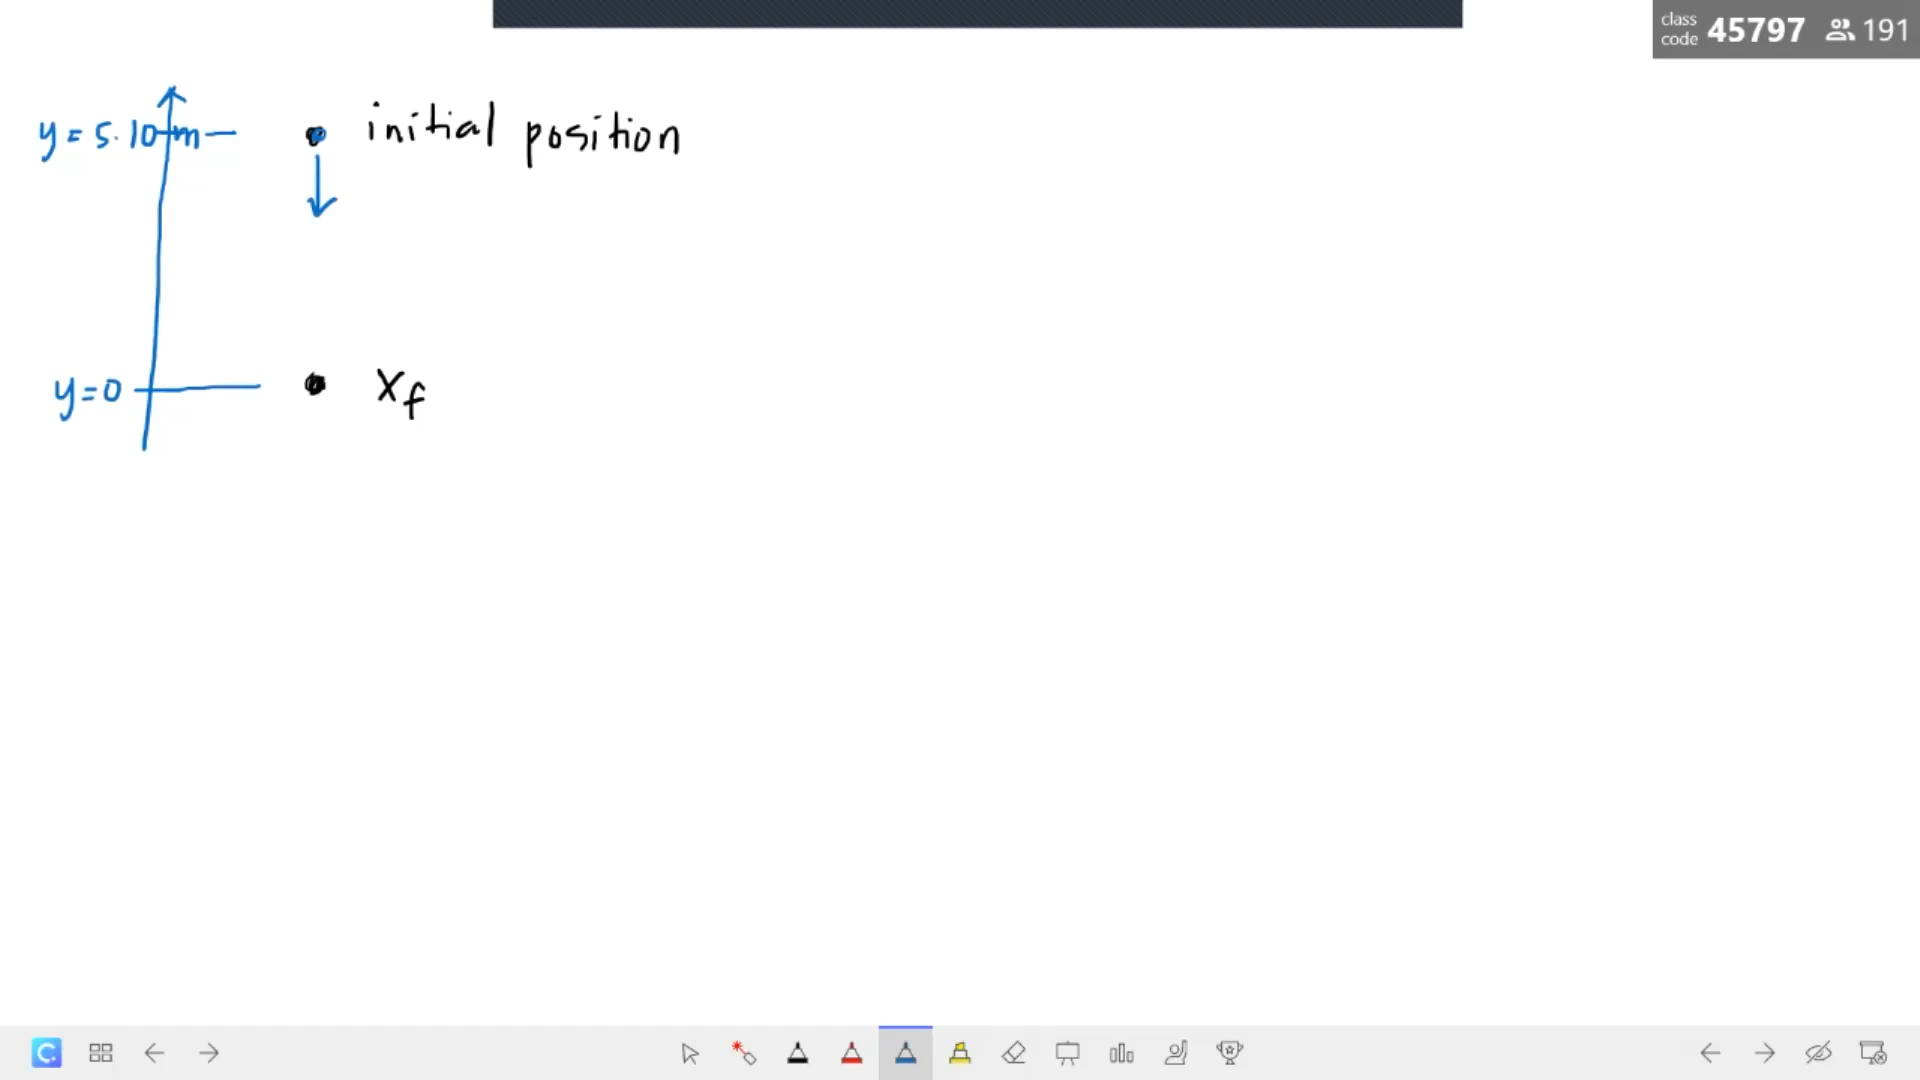 class code 45797 191
y = 5.10 m
initial position
y=0
xf